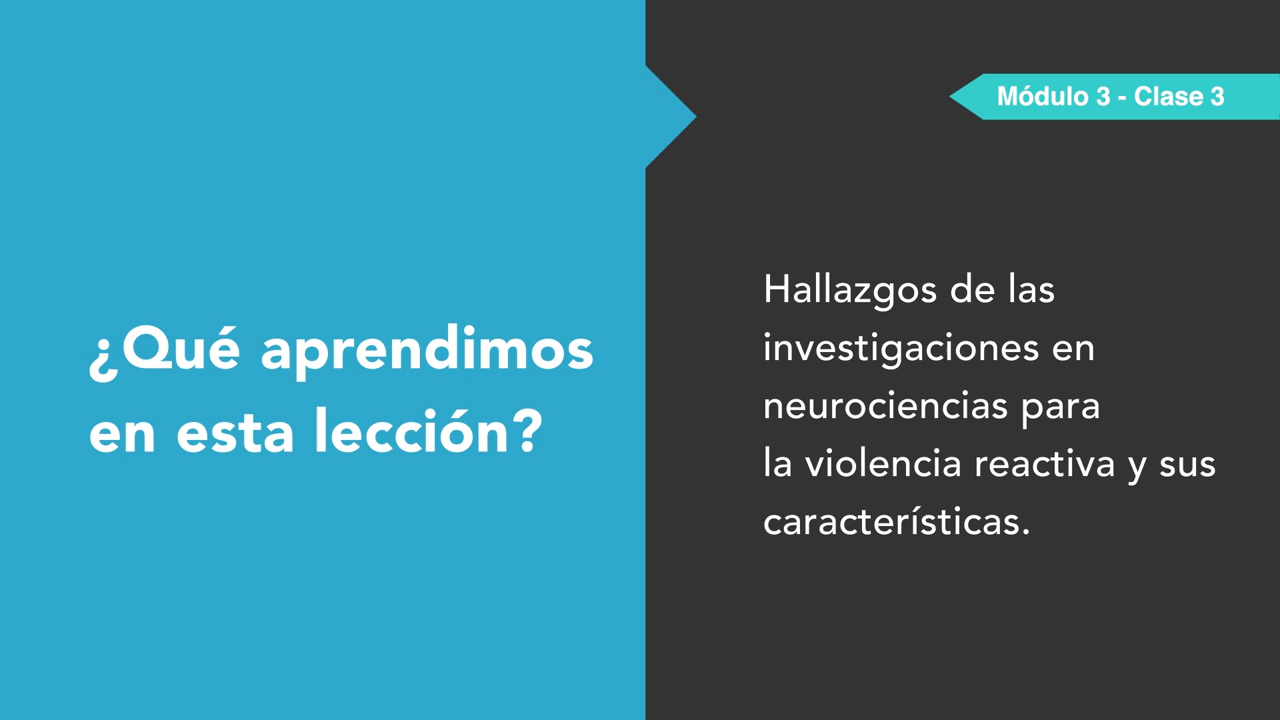 ¿Qué aprendimos
en esta lección?
Módulo 3 - Clase 3
Hallazgos de las
investigaciones en
neurociencias para
la violencia reactiva y sus
características.